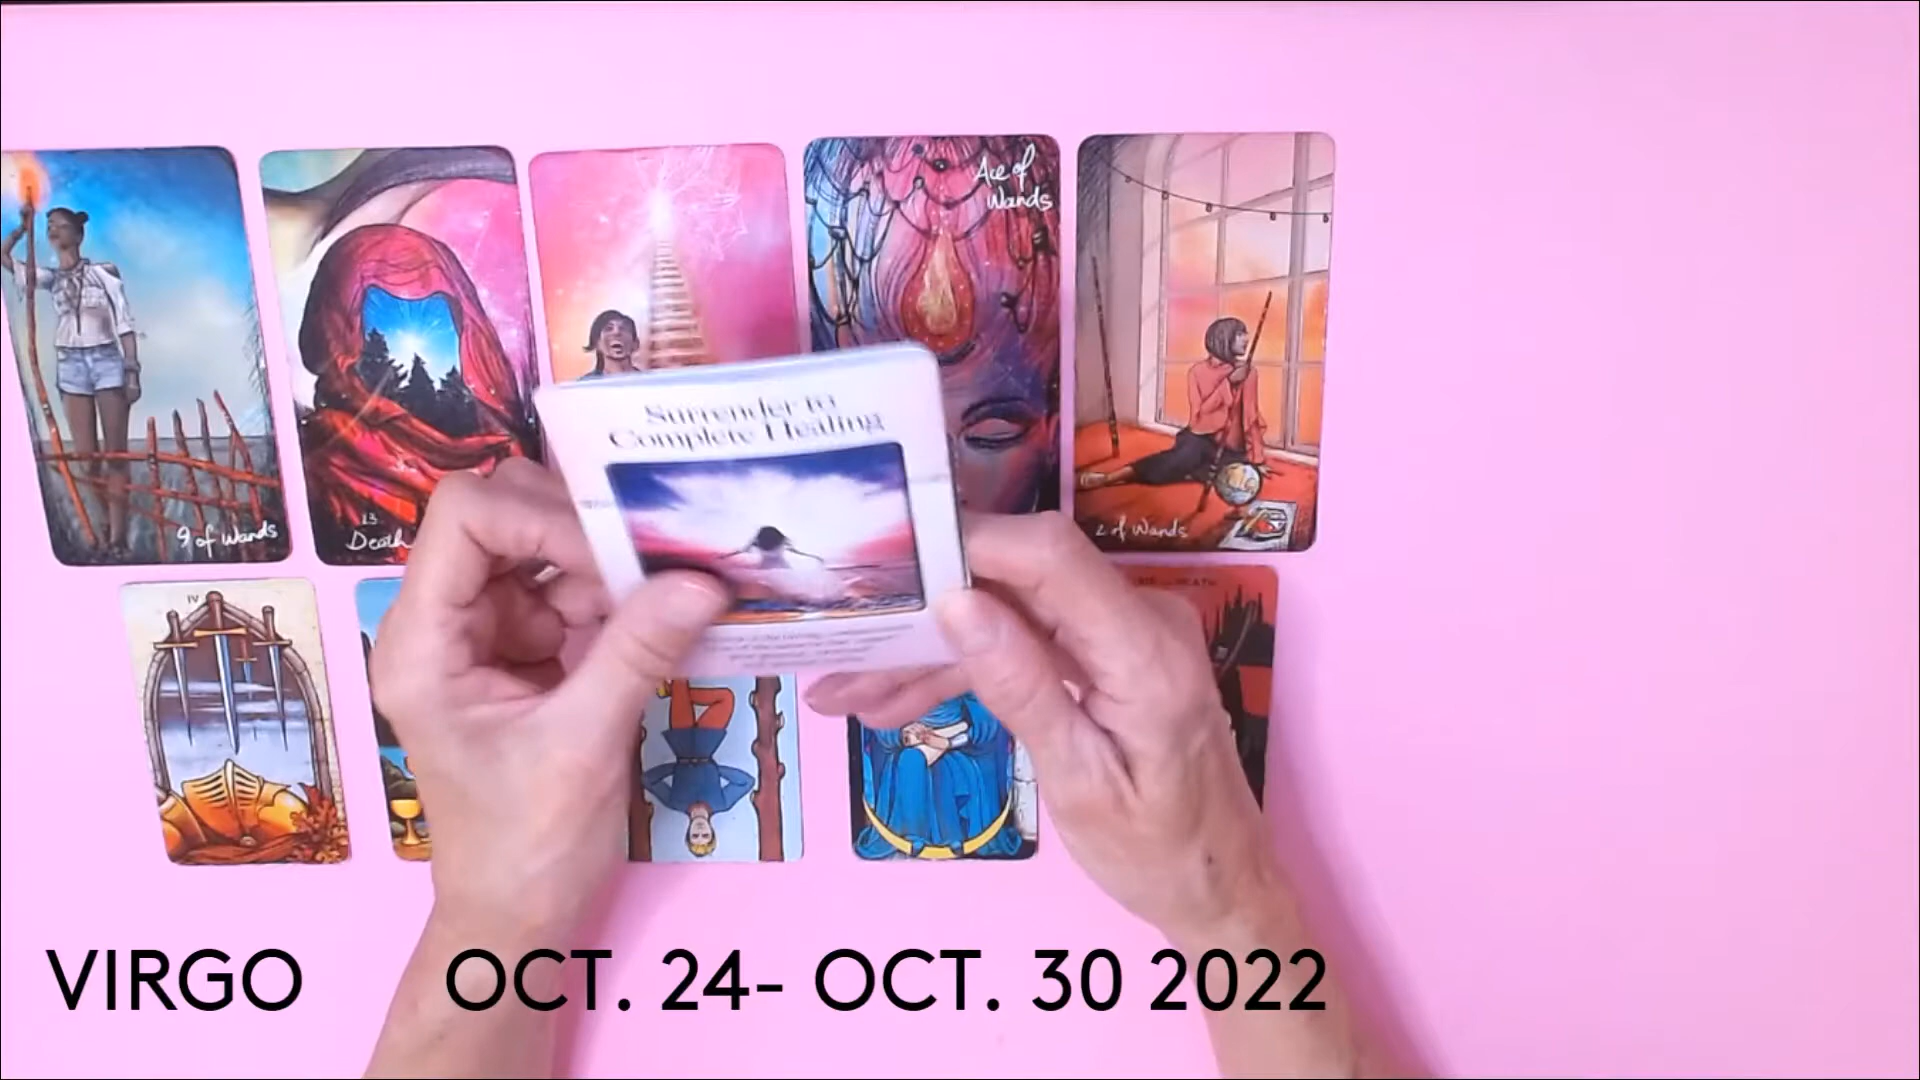 Ace of
Wands
9 of Wands
13
Death
2 of Wands
Surrender to
Complete Healing
IV
DEATH
VIRGO OCT. 24- OCT. 30 2022